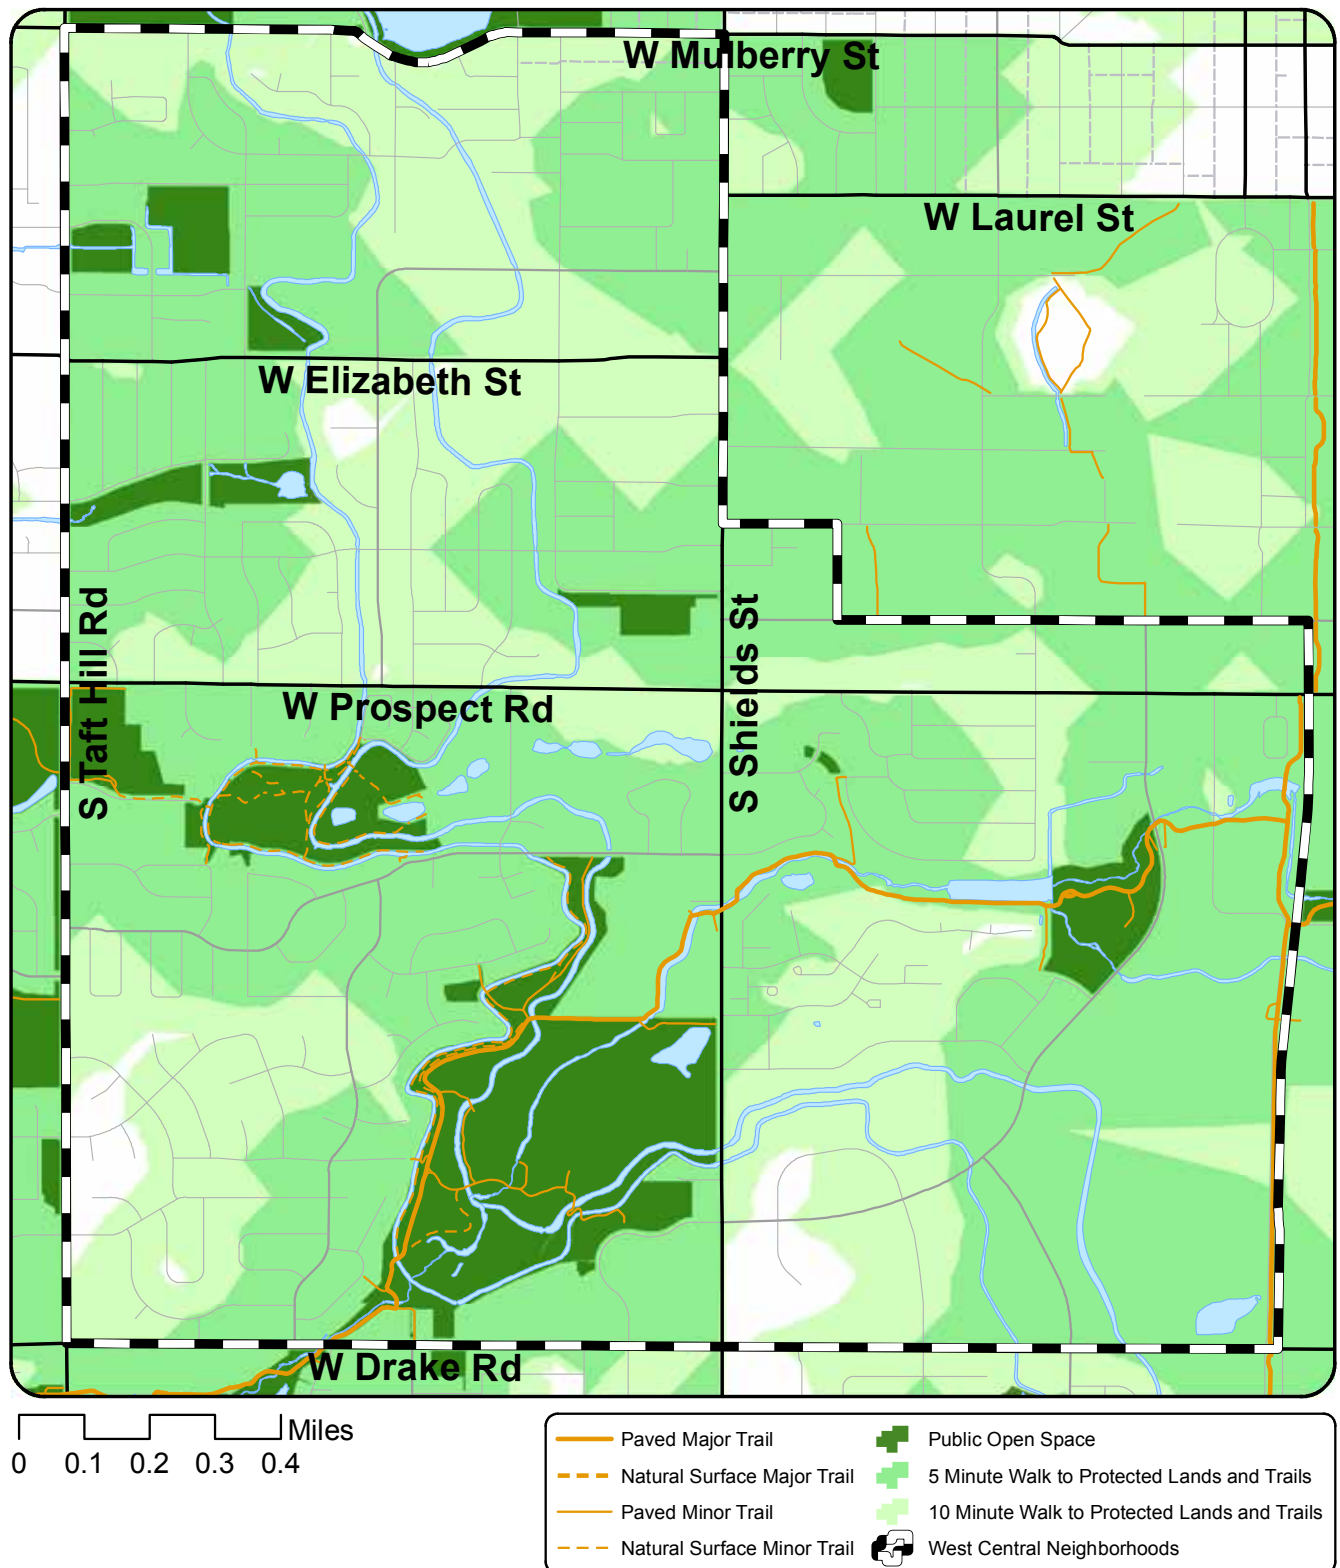 W Mulberry St
W Laurel St
W Elizabeth St
S Taft Hill Rd
S Shields St
W Prospect Rd
W Drake Rd
Miles
0 0.1 0.2 0.3 0.4
Paved Major Trail
Natural Surface Major Trail
Paved Minor Trail
Natural Surface Minor Trail
Public Open Space
5 Minute Walk to Protected Lands and Trails
10 Minute Walk to Protected Lands and Trails
West Central Neighborhoods